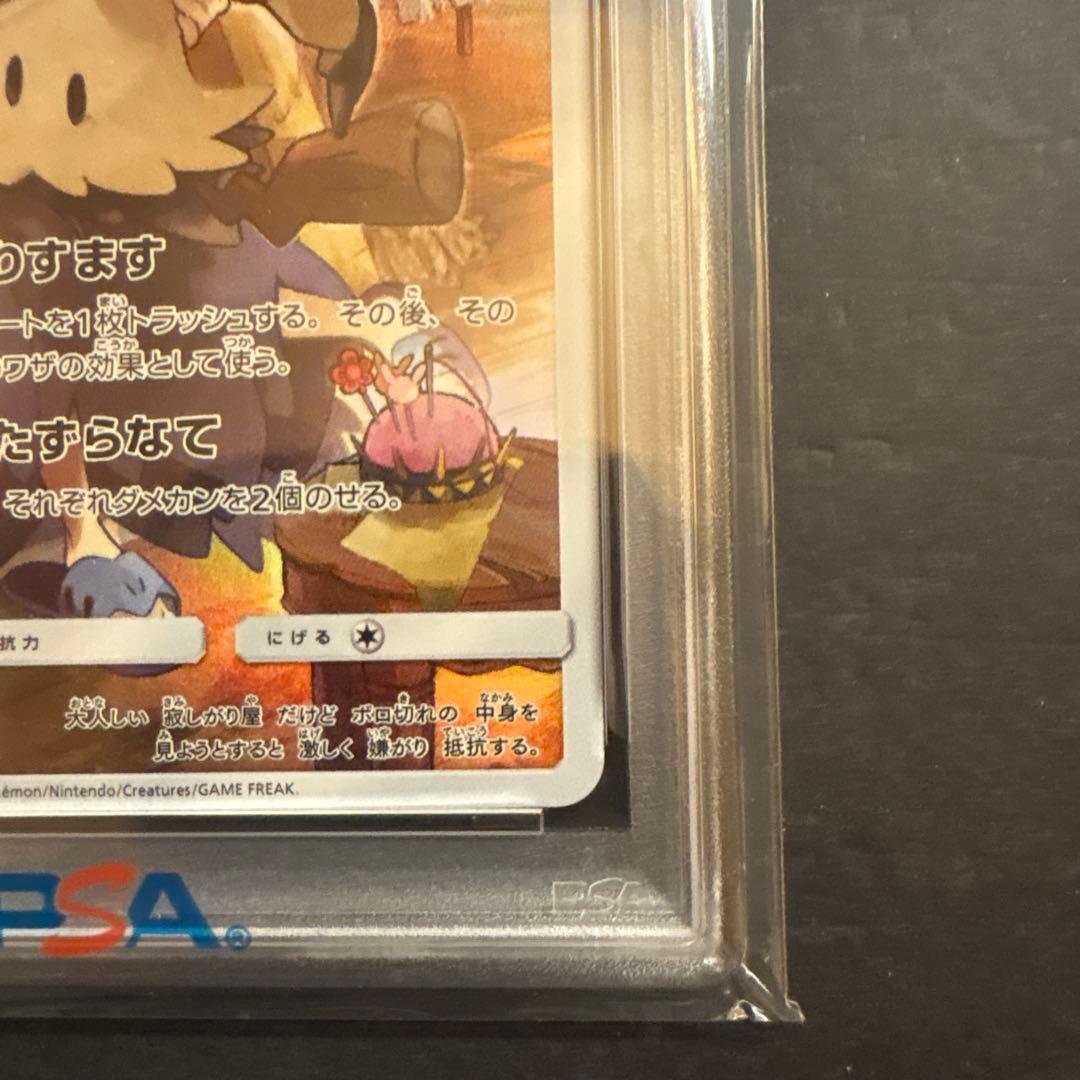 りすます
ートを1枚トラッシュする。その後、その
ワザの効果として使う。
たずらなて
それぞれダメカンを2個のせる。
抗力
にげる
大人しい 寂しがり屋 だけど ボロ切れの 中身を
見ようとすると 激しく 嫌がり 抵抗する。
émon/Nintendo/Creatures/GAME FREAK.
PSA®
PSA